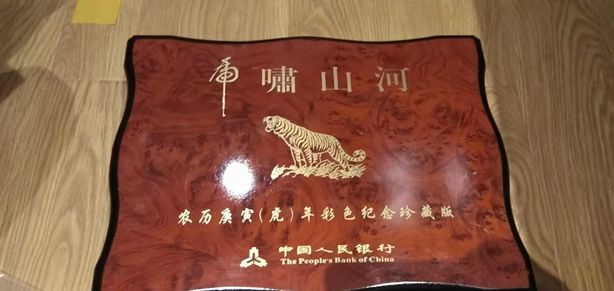 虎啸山河
农历庚寅(虎)年彩色纪念珍藏版
中国人民银行
The People's Bank of China